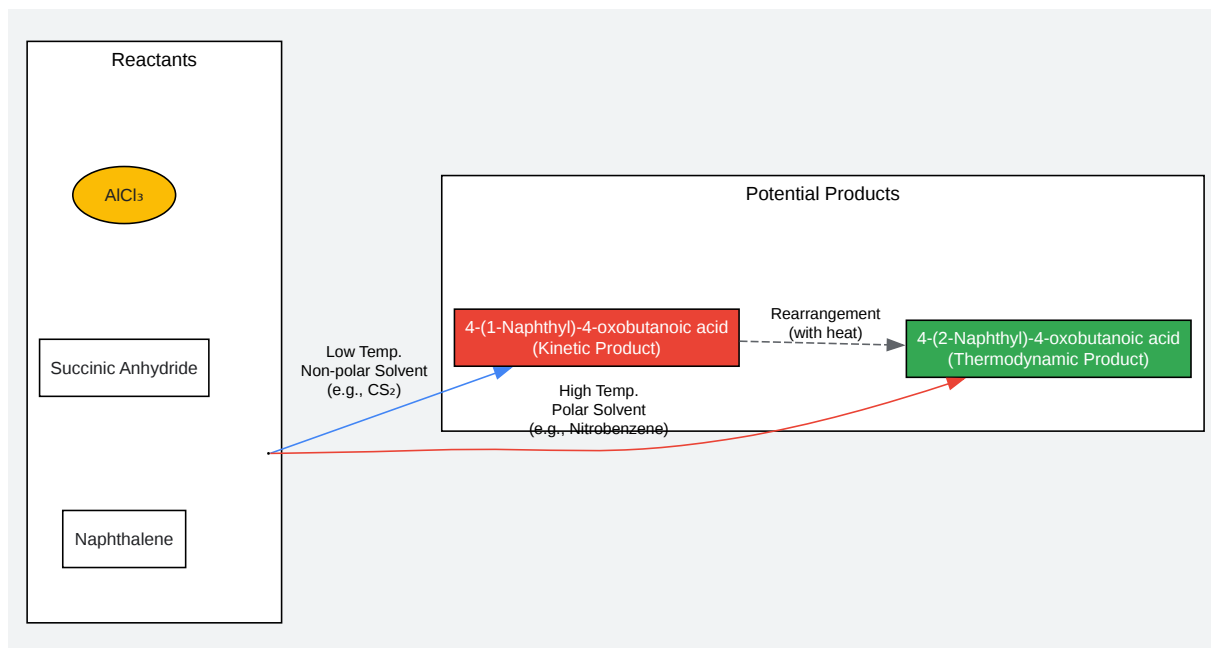 Reactants
AlCl₃
Succinic Anhydride
Naphthalene
Low Temp.
Non-polar Solvent
(e.g., CS₂)
Potential Products
4-(1-Naphthyl)-4-oxobutanoic acid
(Kinetic Product)
Rearrangement
(with heat)
4-(2-Naphthyl)-4-oxobutanoic acid
(Thermodynamic Product)
High Temp.
Polar Solvent
(e.g., Nitrobenzene)